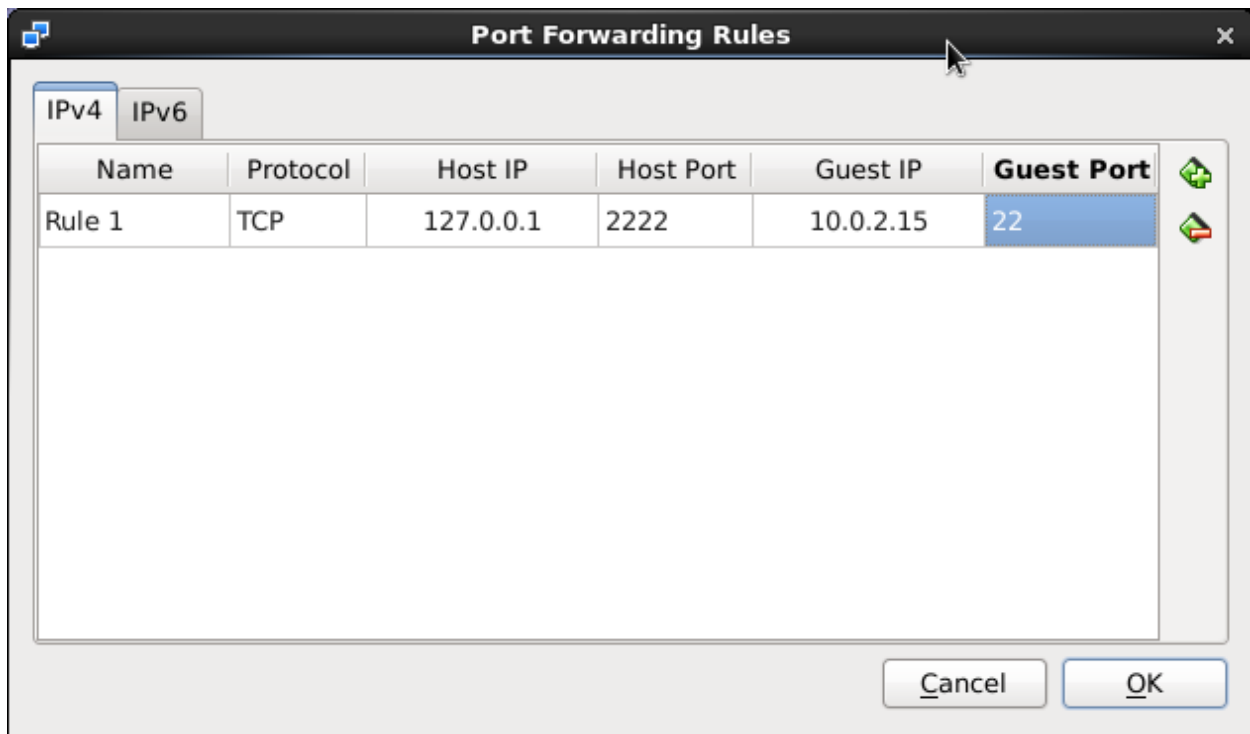 Port Forwarding Rules
IPv4 IPv6
Name Protocol Host IP Host Port Guest IP Guest Port
Rule 1 TCP 127.0.0.1 2222 10.0.2.15 22
Cancel OK